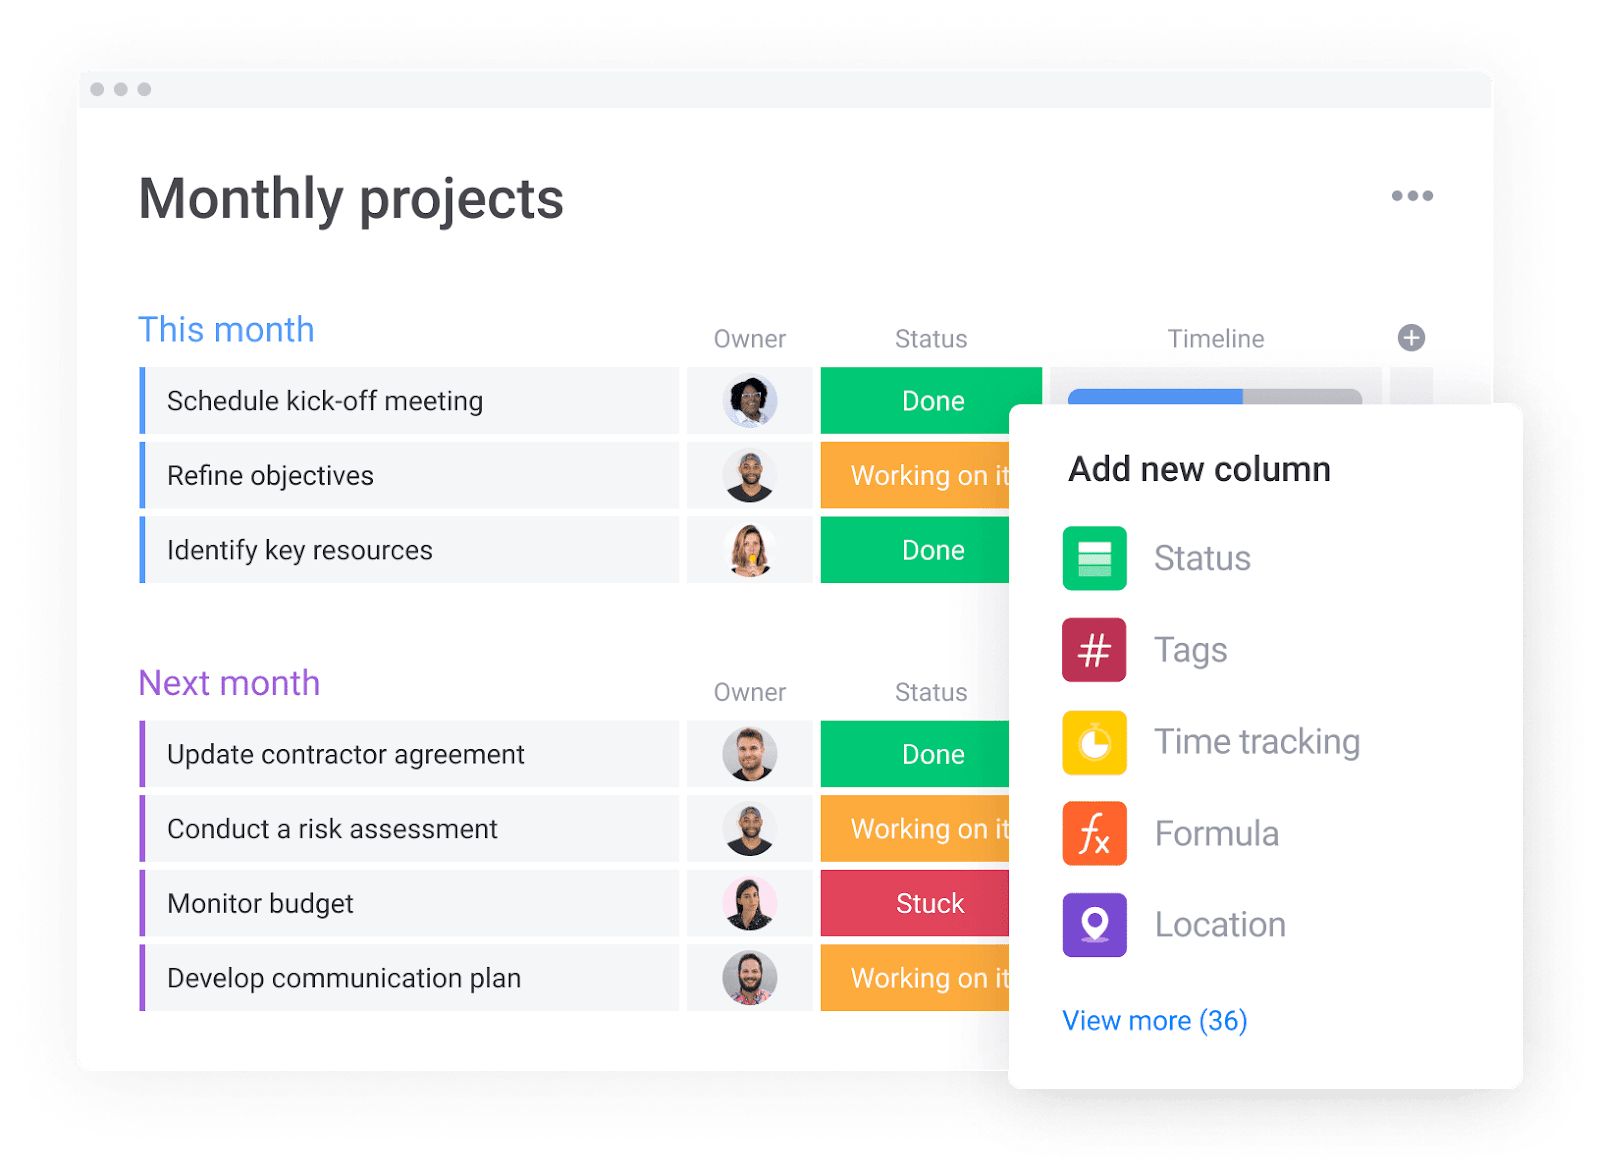 Monthly projects
This month
Owner
Status
Timeline
Schedule kick-off meeting
Done
Refine objectives
Working on it
Identify key resources
Done
Next month
Owner
Status
Update contractor agreement
Done
Conduct a risk assessment
Working on it
Monitor budget
Stuck
Develop communication plan
Working on it
Add new column
Status
# Tags
Time tracking
fx Formula
Location
View more (36)